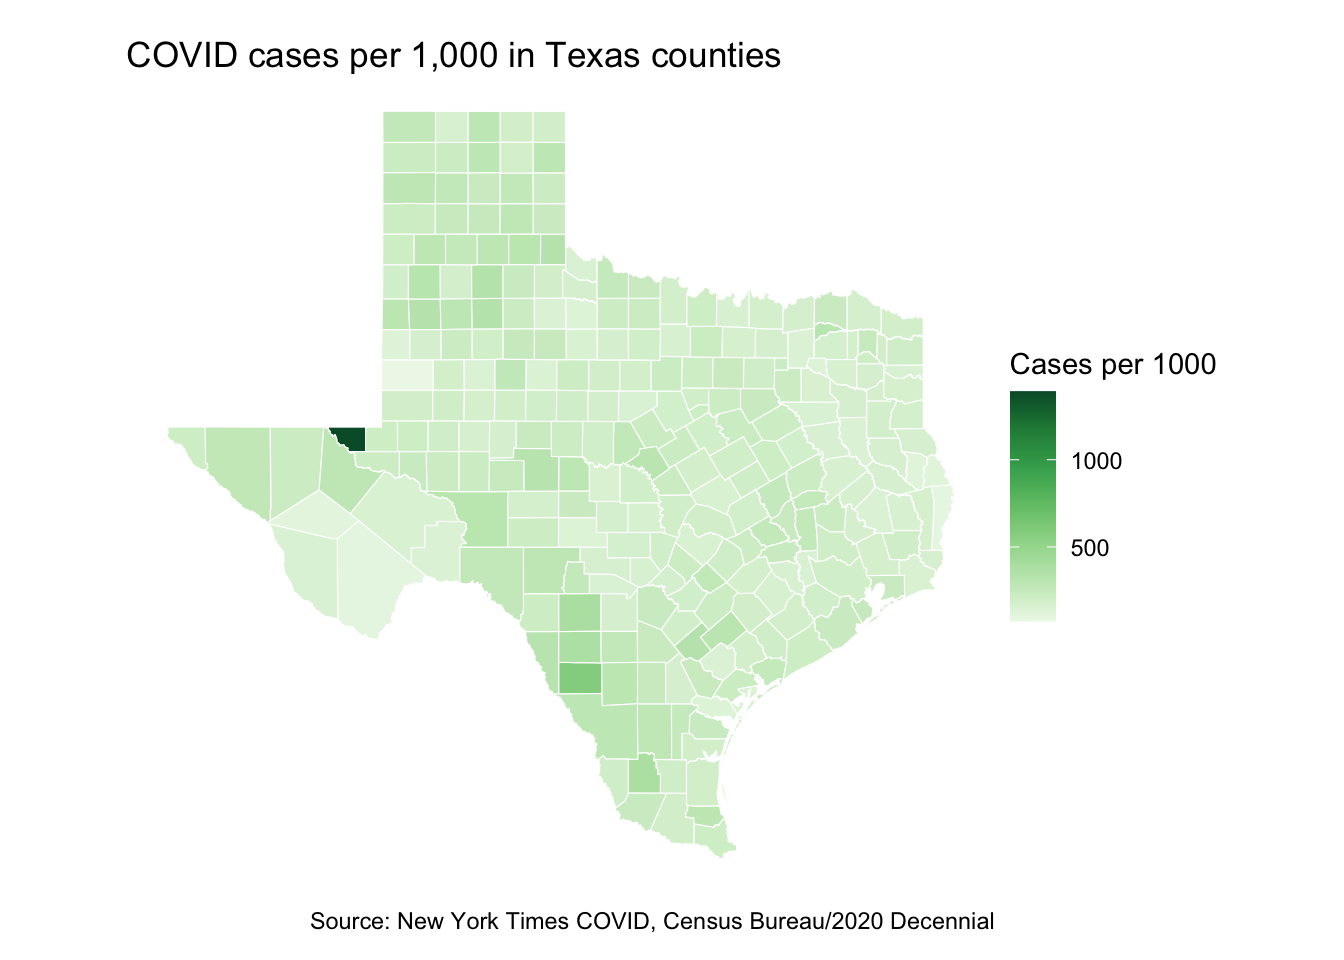 COVID cases per 1,000 in Texas counties
Cases per 1000
1000
500
Source: New York Times COVID, Census Bureau/2020 Decennial